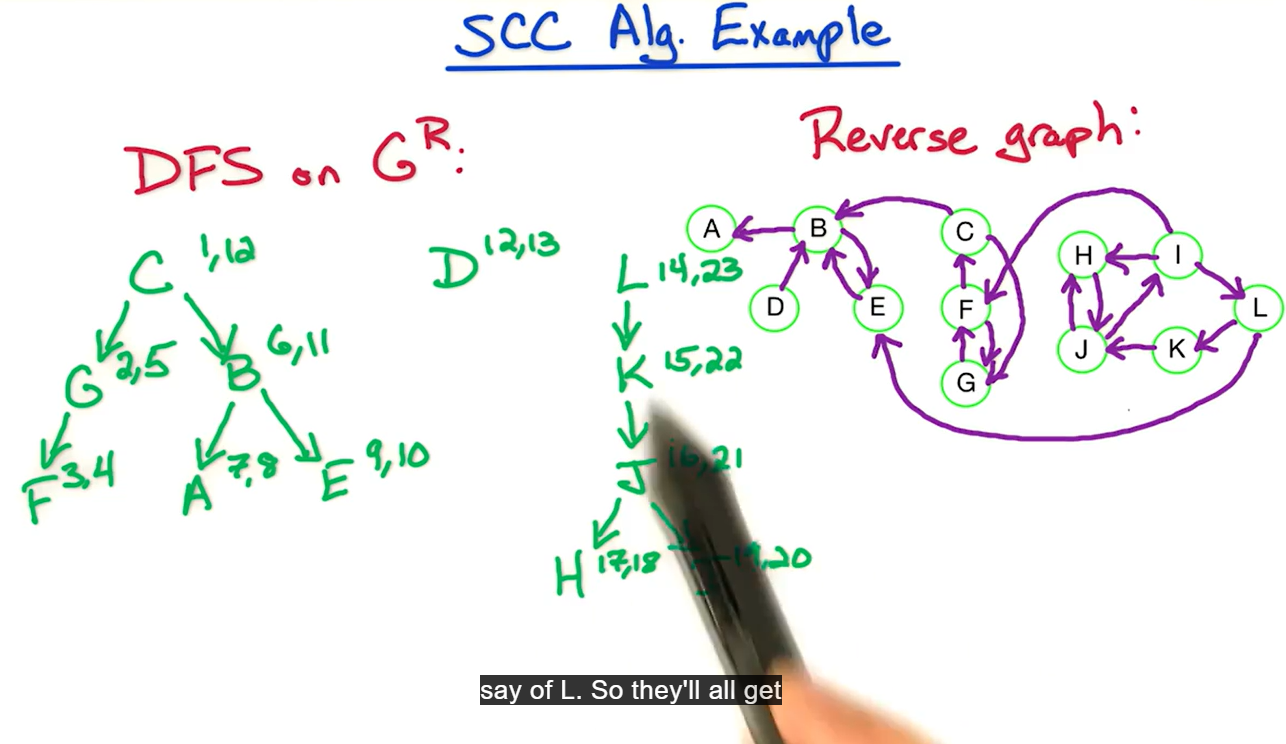 SCC Alg. Example
DFS on G^R:
Reverse graph:
C 1,12
G 2,5
B 6,11
F 3,4
A 7,8
E 9,10
D 12,13
L 14,23
K 15,22
J 16,21
H 17,18
19,20
A
B
C
D
E
F
G
H
I
J
K
L
say of L. So they'll all get